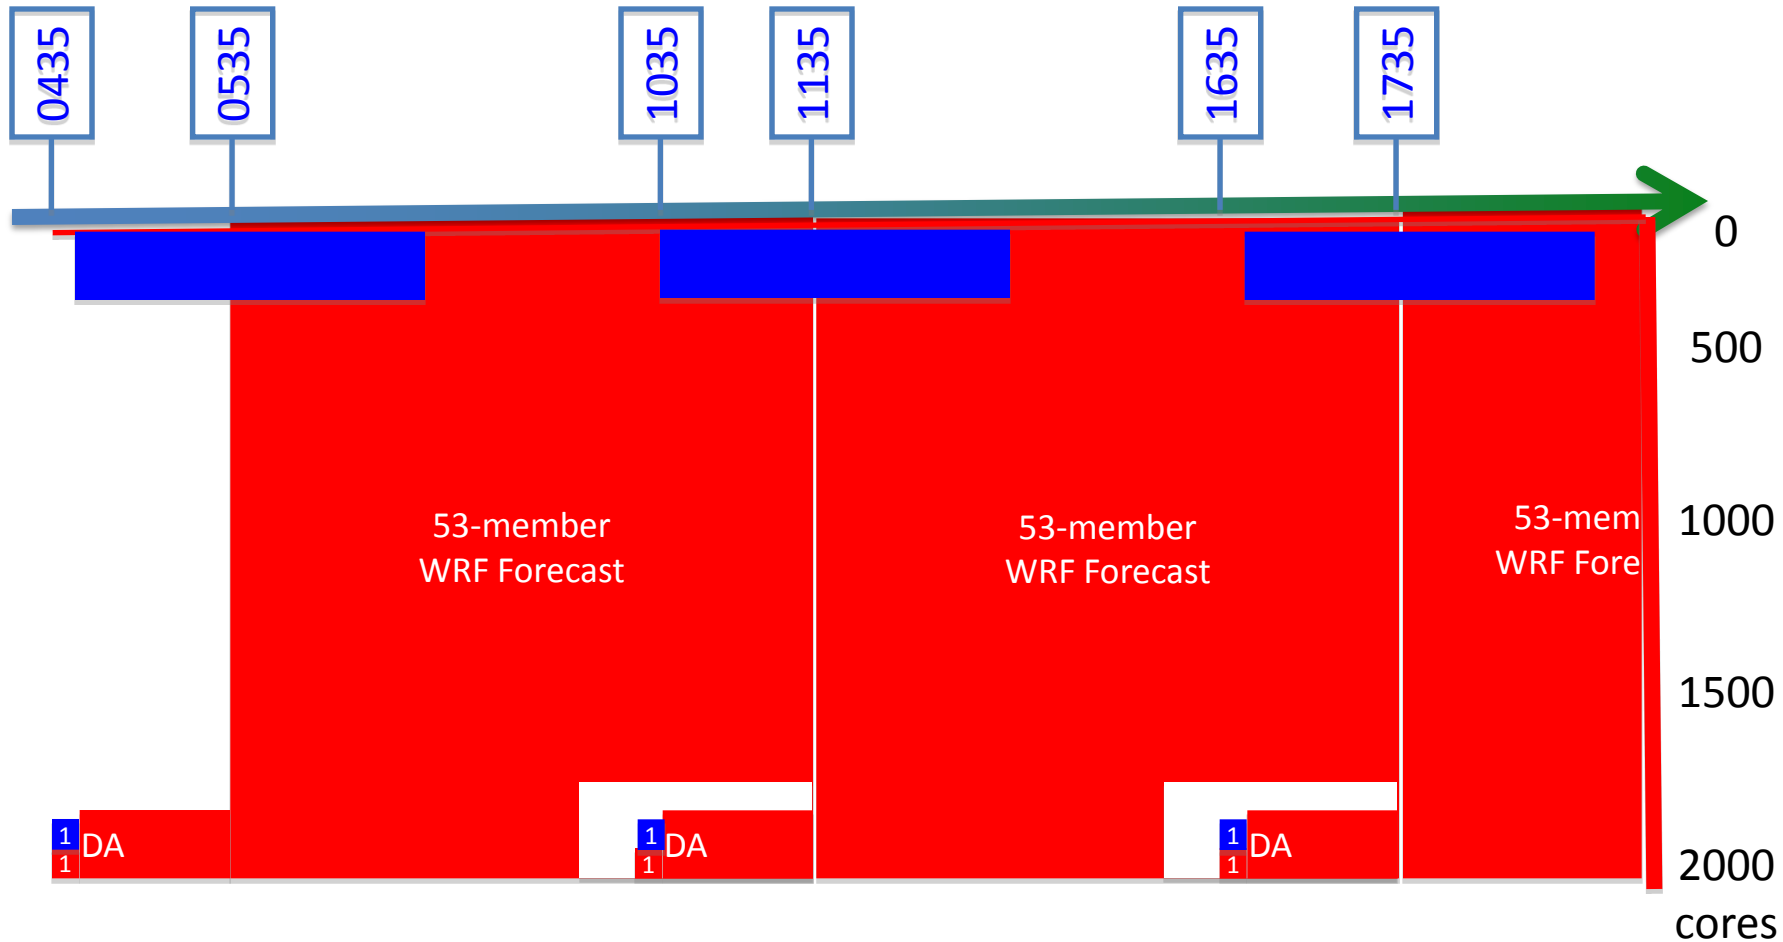 0435
0535
1035
1135
1635
1735
0
500
1000
1500
2000
cores
53-member
WRF Forecast
53-member
WRF Forecast
53-mem
WRF Fore
1
1
DA
1
1
DA
1
1
DA